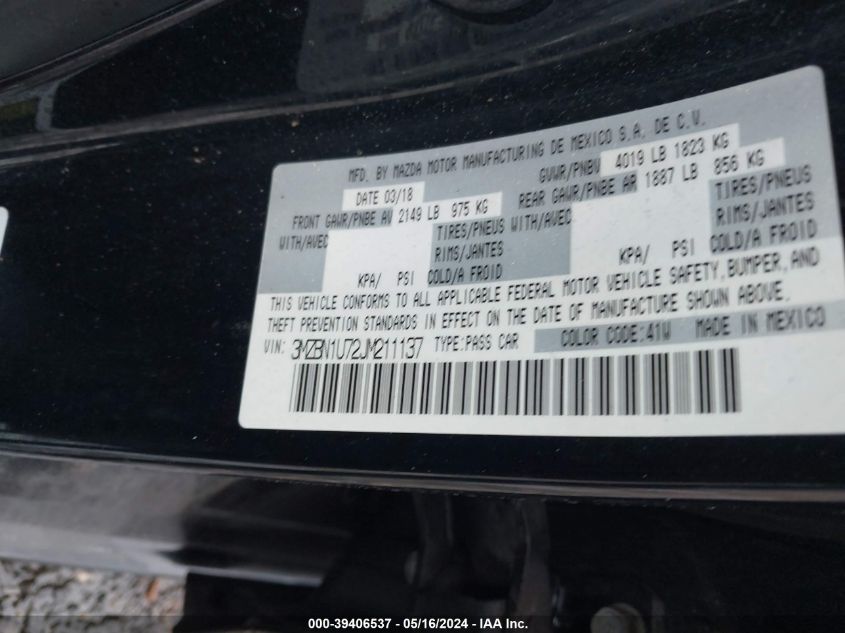 MFD. BY MAZDA MOTOR MANUFACTURING DE MEXICO S.A. DE C.V.
DATE 03/18 GVWR/PNBV 4019 LB 1823 KG
FRONT GAWR/PNBE AV 2149 LB 975 KG REAR GAWR/PNBE AR 1887 LB 856 KG
WITH/AVEC TIRES/PNEUS WITH/AVEC TIRES/PNEUS
RIMS/JANTES RIMS/JANTES
KPA/ PSI COLD/A FROID KPA/ PSI COLD/A FROID
THIS VEHICLE CONFORMS TO ALL APPLICABLE FEDERAL MOTOR VEHICLE SAFETY, BUMPER, AND
THEFT PREVENTION STANDARDS IN EFFECT ON THE DATE OF MANUFACTURE SHOWN ABOVE.
VIN: 3MZBN1U72JM211137 TYPE:PASS CAR COLOR CODE:41W MADE IN MEXICO
000-39406537 - 05/16/2024 - IAA Inc.